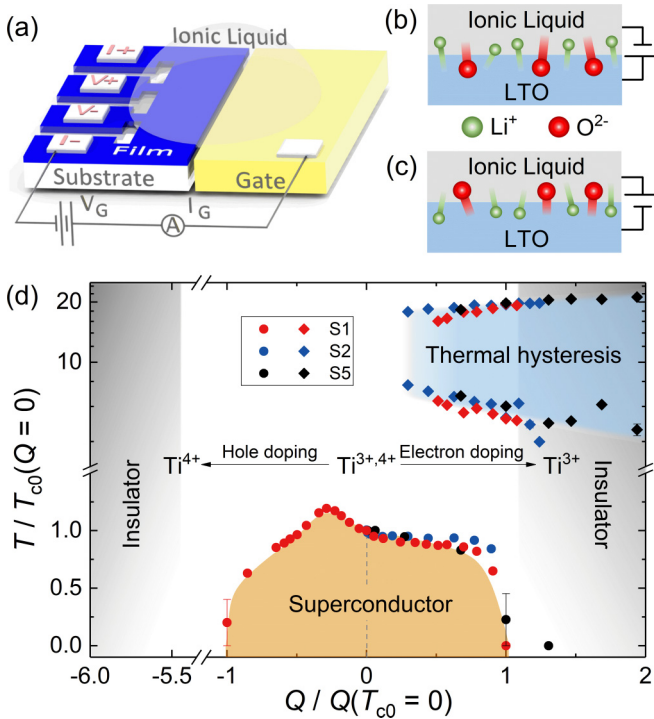 (a)
Ionic Liquid
I+
V+
V-
I-
Film
Substrate
Gate
V_G
I_G
A
(b)
Ionic Liquid
LTO
Li⁺
O²⁻
(c)
Ionic Liquid
LTO
(d)
20
10
1.0
0.5
0.0
T / T_c0(Q = 0)
S1
S2
S5
Thermal hysteresis
Insulator
Ti⁴⁺
Hole doping
Ti³⁺,⁴⁺
Electron doping
Ti³⁺
Insulator
Superconductor
-6.0
-5.5
-1
0
1
2
Q / Q(T_c0 = 0)